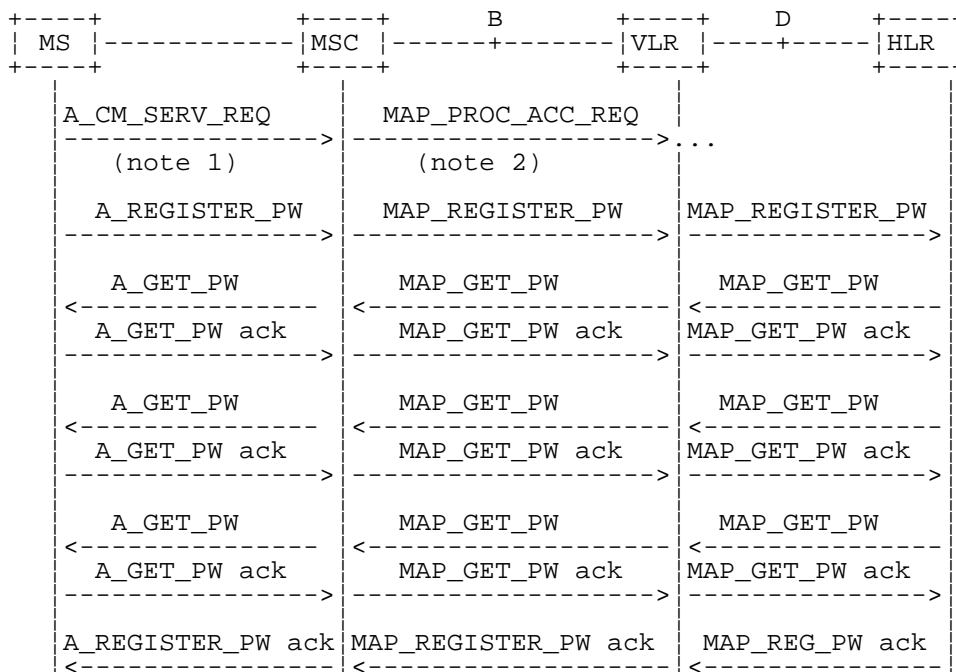 B D
MS MSC VLR HLR
A_CM_SERV_REQ MAP_PROC_ACC_REQ
...
(note 1) (note 2)
A_REGISTER_PW MAP_REGISTER_PW MAP_REGISTER_PW
A_GET_PW MAP_GET_PW MAP_GET_PW
A_GET_PW ack MAP_GET_PW ack MAP_GET_PW ack
A_GET_PW MAP_GET_PW MAP_GET_PW
A_GET_PW ack MAP_GET_PW ack MAP_GET_PW ack
A_GET_PW MAP_GET_PW MAP_GET_PW
A_GET_PW ack MAP_GET_PW ack MAP_GET_PW ack
A_REGISTER_PW ack MAP_REGISTER_PW ack MAP_REG_PW ack